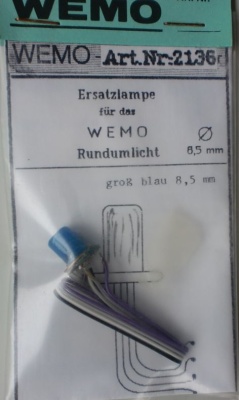 WEMO
WEMO-Art.Nr:2136
Ersatzlampe
für das
WEMO Ø
Rundumlicht 8,5 mm
groß blau 8,5 mm